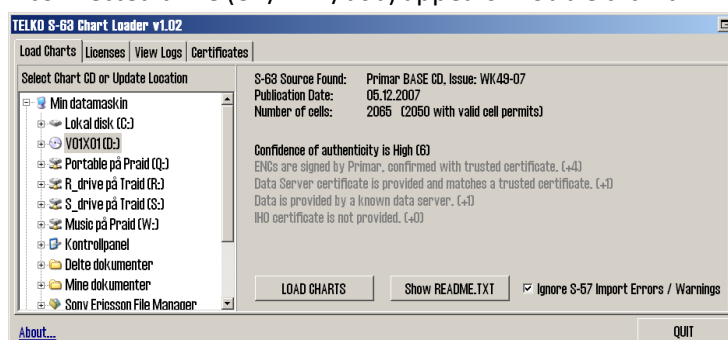 TELKO S-63 Chart Loader v1.02
Load Charts Licenses View Logs Certificates
Select Chart CD or Update Location
Min datamaskin
Lokal disk (C:)
V01X01 (D:)
Portable på Praid (Q:)
R_drive på Traid (R:)
S_drive på Traid (S:)
Music på Praid (W:)
Kontrollpanel
Delte dokumenter
Mine dokumenter
Sony Ericsson File Manager
S-63 Source Found: Primar BASE CD, Issue: WK49-07
Publication Date: 05.12.2007
Number of cells: 2065 (2050 with valid cell permits)
Confidence of authenticity is High (6)
ENCs are signed by Primar, confirmed with trusted certificate. (+4)
Data Server certificate is provided and matches a trusted certificate. (+1)
Data is provided by a known data server. (+1)
IHO certificate is not provided. (+0)
LOAD CHARTS Show README.TXT Ignore S-57 Import Errors / Warnings
About... QUIT